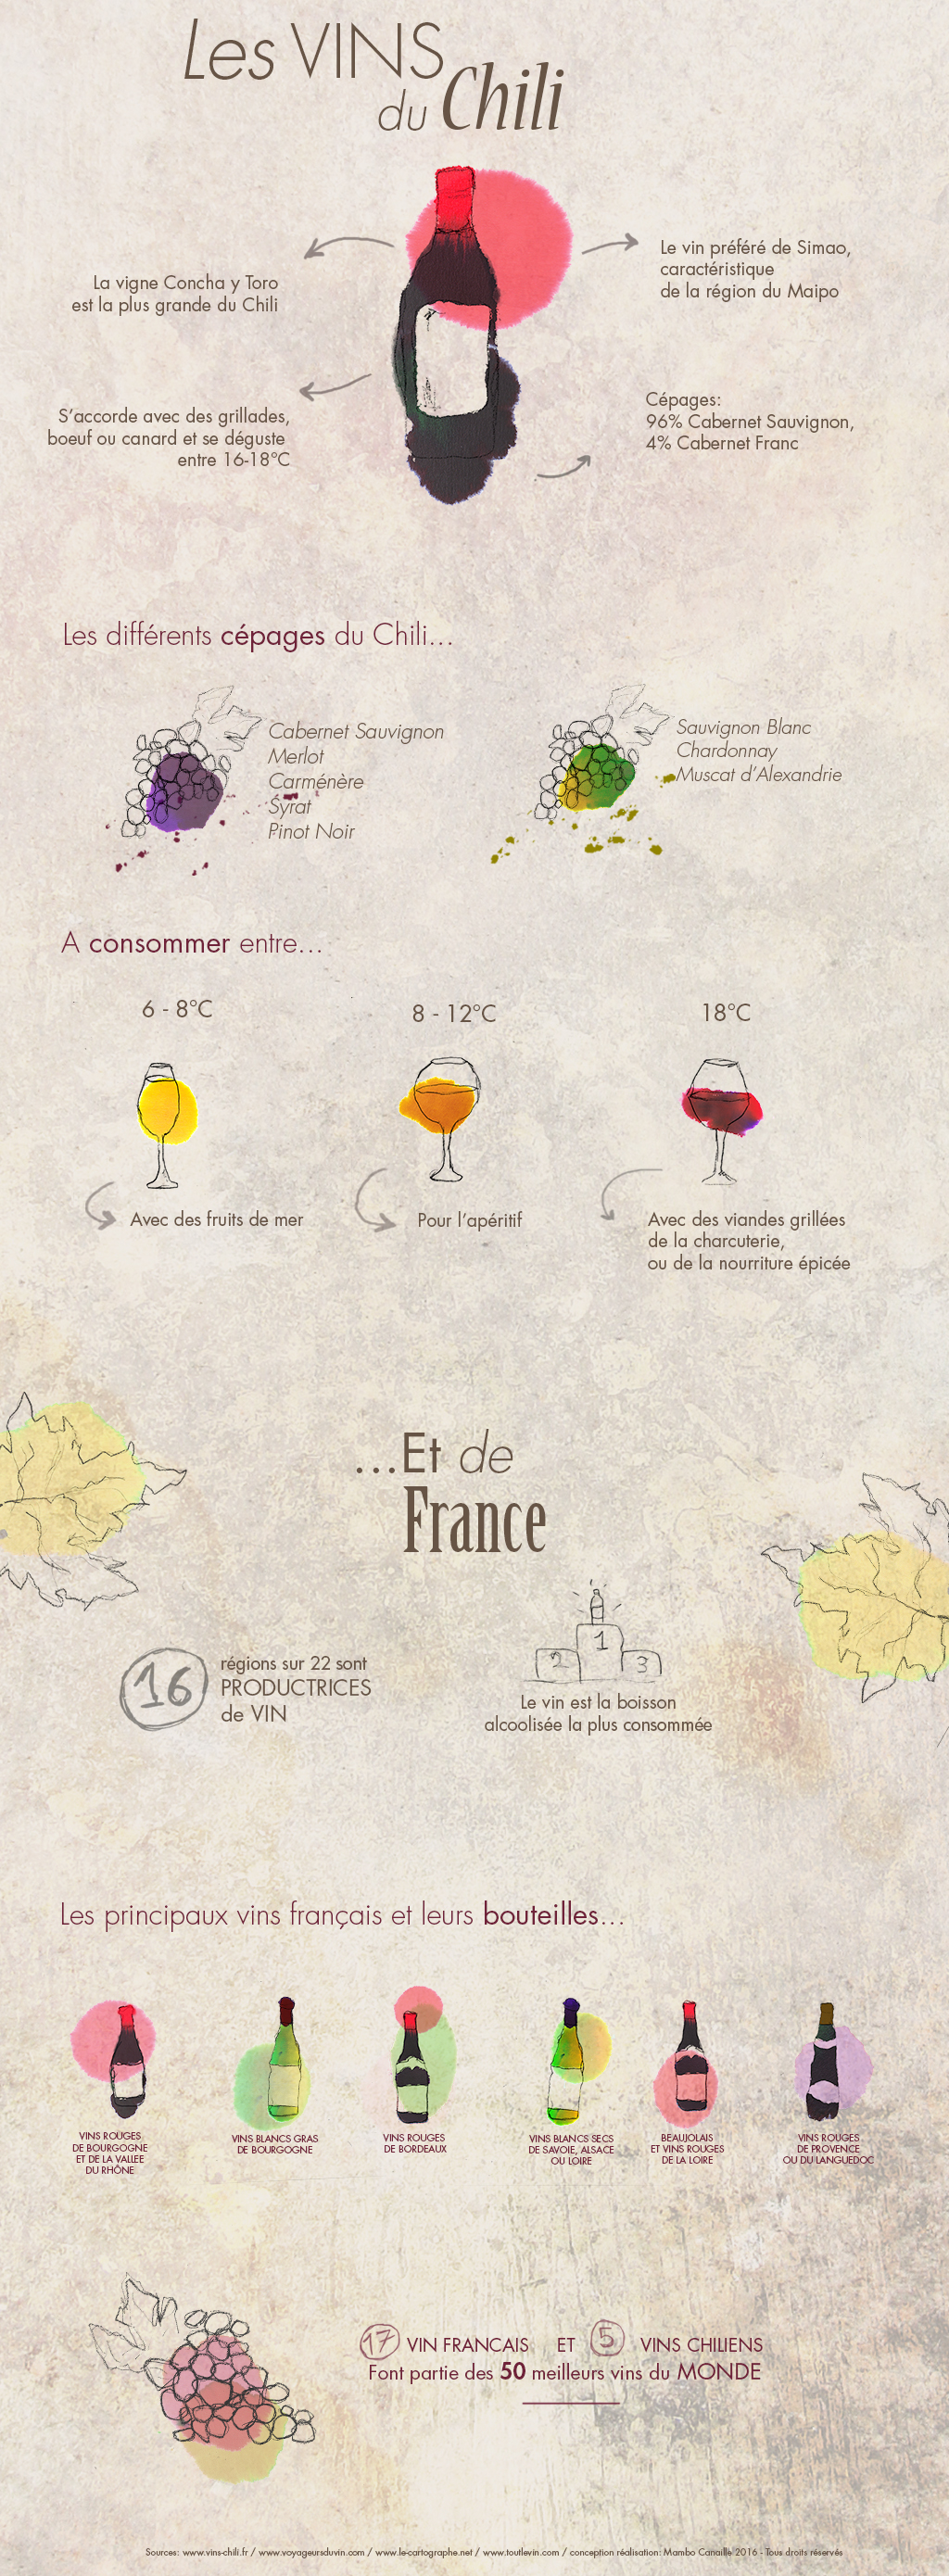 Les VINS
du Chili
La vigne Concha y Toro
est la plus grande du Chili
Le vin préféré de Simao,
caractéristique
de la région du Maipo
S'accorde avec des grillades,
boeuf ou canard et se déguste
entre 16-18°C
Cépages:
96% Cabernet Sauvignon,
4% Cabernet Franc
Les différents cépages du Chili...
Cabernet Sauvignon
Merlot
Carménère
Syrat
Pinot Noir
Sauvignon Blanc
Chardonnay
Muscat d'Alexandrie
A consommer entre...
6 - 8°C
8 - 12°C
18°C
Avec des fruits de mer
Pour l'apéritif
Avec des viandes grillées
de la charcuterie,
ou de la nourriture épicée
...Et de
France
16
régions sur 22 sont
PRODUCTRICES
de VIN
1
2
3
Le vin est la boisson
alcoolisée la plus consommée
Les principaux vins français et leurs bouteilles...
VINS ROUGES
DE BOURGOGNE
ET DE LA VALLEE
DU RHÔNE
VINS BLANCS GRAS
DE BOURGOGNE
VINS ROUGES
DE BORDEAUX
VINS BLANCS SECS
DE SAVOIE, ALSACE
OU LOIRE
BEAUJOLAIS
ET VINS ROUGES
DE LA LOIRE
VINS ROUGES
DE PROVENCE
OU DU LANGUEDOC
17 VIN FRANCAIS ET 5 VINS CHILIENS
Font partie des 50 meilleurs vins du MONDE
Sources: www.vins-chili.fr / www.voyageursduvin.com / www.le-cartographe.net / www.toutlevin.com / conception réalisation: Mambo Canaille 2016 - Tous droits réservés